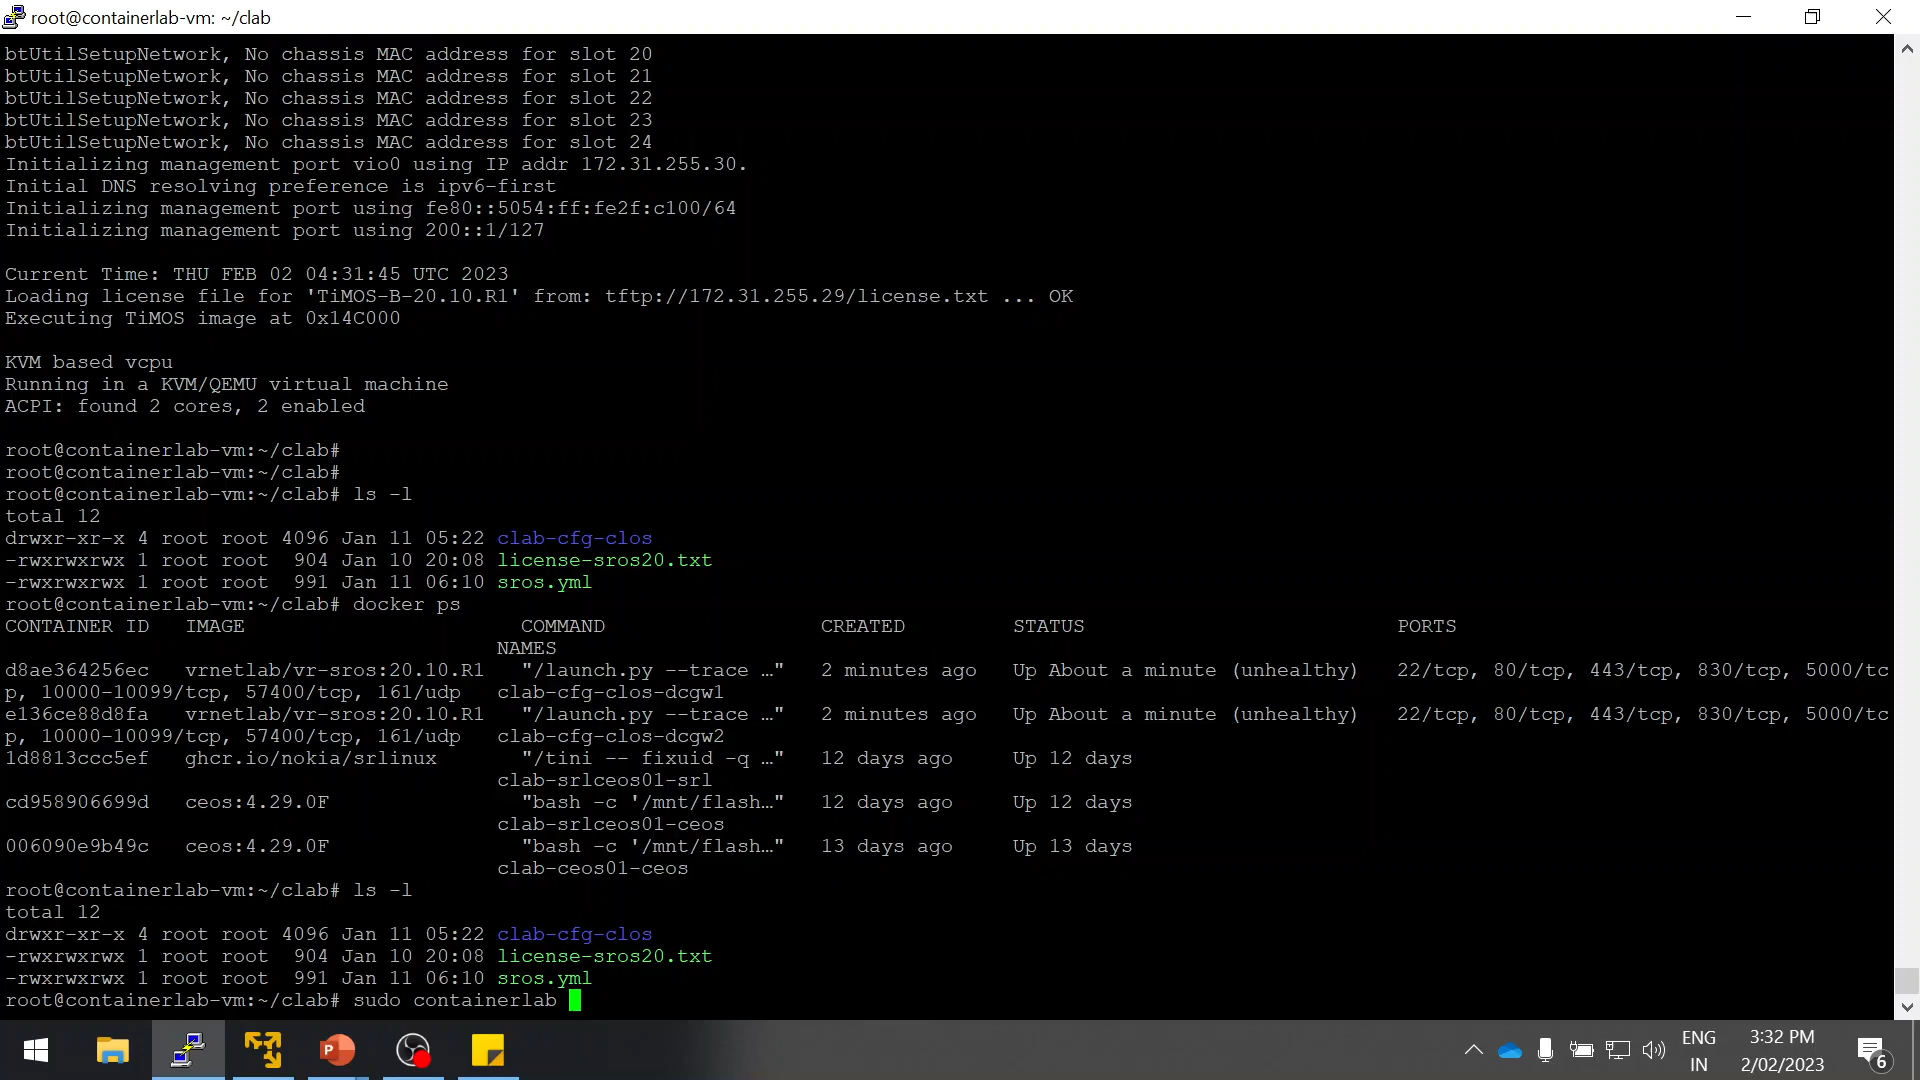 root@containerlab-vm: ~/clab
btUtilSetupNetwork, No chassis MAC address for slot 20
btUtilSetupNetwork, No chassis MAC address for slot 21
btUtilSetupNetwork, No chassis MAC address for slot 22
btUtilSetupNetwork, No chassis MAC address for slot 23
btUtilSetupNetwork, No chassis MAC address for slot 24
Initializing management port vio0 using IP addr 172.31.255.30.
Initial DNS resolving preference is ipv6-first
Initializing management port using fe80::5054:ff:fe2f:c100/64
Initializing management port using 200::1/127
Current Time: THU FEB 02 04:31:45 UTC 2023
Loading license file for 'TiMOS-B-20.10.R1' from: tftp://172.31.255.29/license.txt ... OK
Executing TiMOS image at 0x14C000
KVM based vcpu
Running in a KVM/QEMU virtual machine
ACPI: found 2 cores, 2 enabled
root@containerlab-vm:~/clab#
root@containerlab-vm:~/clab#
root@containerlab-vm:~/clab# ls -l
total 12
drwxr-xr-x 4 root root 4096 Jan 11 05:22 clab-cfg-clos
-rwxrwxrwx 1 root root  904 Jan 10 20:08 license-sros20.txt
-rwxrwxrwx 1 root root  991 Jan 11 06:10 sros.yml
root@containerlab-vm:~/clab# docker ps
CONTAINER ID   IMAGE                       COMMAND                  CREATED         STATUS                          PORTS
NAMES
d8ae364256ec   vrnetlab/vr-sros:20.10.R1   "/launch.py --trace …"   2 minutes ago   Up About a minute (unhealthy)   22/tcp, 80/tcp, 443/tcp, 830/tcp, 5000/tc
p, 10000-10099/tcp, 57400/tcp, 161/udp   clab-cfg-clos-dcgw1
e136ce88d8fa   vrnetlab/vr-sros:20.10.R1   "/launch.py --trace …"   2 minutes ago   Up About a minute (unhealthy)   22/tcp, 80/tcp, 443/tcp, 830/tcp, 5000/tc
p, 10000-10099/tcp, 57400/tcp, 161/udp   clab-cfg-clos-dcgw2
1d8813ccc5ef   ghcr.io/nokia/srlinux       "/tini -- fixuid -q …"   12 days ago     Up 12 days
clab-srlceos01-srl
cd958906699d   ceos:4.29.0F                "bash -c '/mnt/flash…"   12 days ago     Up 12 days
clab-srlceos01-ceos
006090e9b49c   ceos:4.29.0F                "bash -c '/mnt/flash…"   13 days ago     Up 13 days
clab-ceos01-ceos
root@containerlab-vm:~/clab# ls -l
total 12
drwxr-xr-x 4 root root 4096 Jan 11 05:22 clab-cfg-clos
-rwxrwxrwx 1 root root  904 Jan 10 20:08 license-sros20.txt
-rwxrwxrwx 1 root root  991 Jan 11 06:10 sros.yml
root@containerlab-vm:~/clab# sudo containerlab
P
ENG
IN
3:32 PM
2/02/2023
6